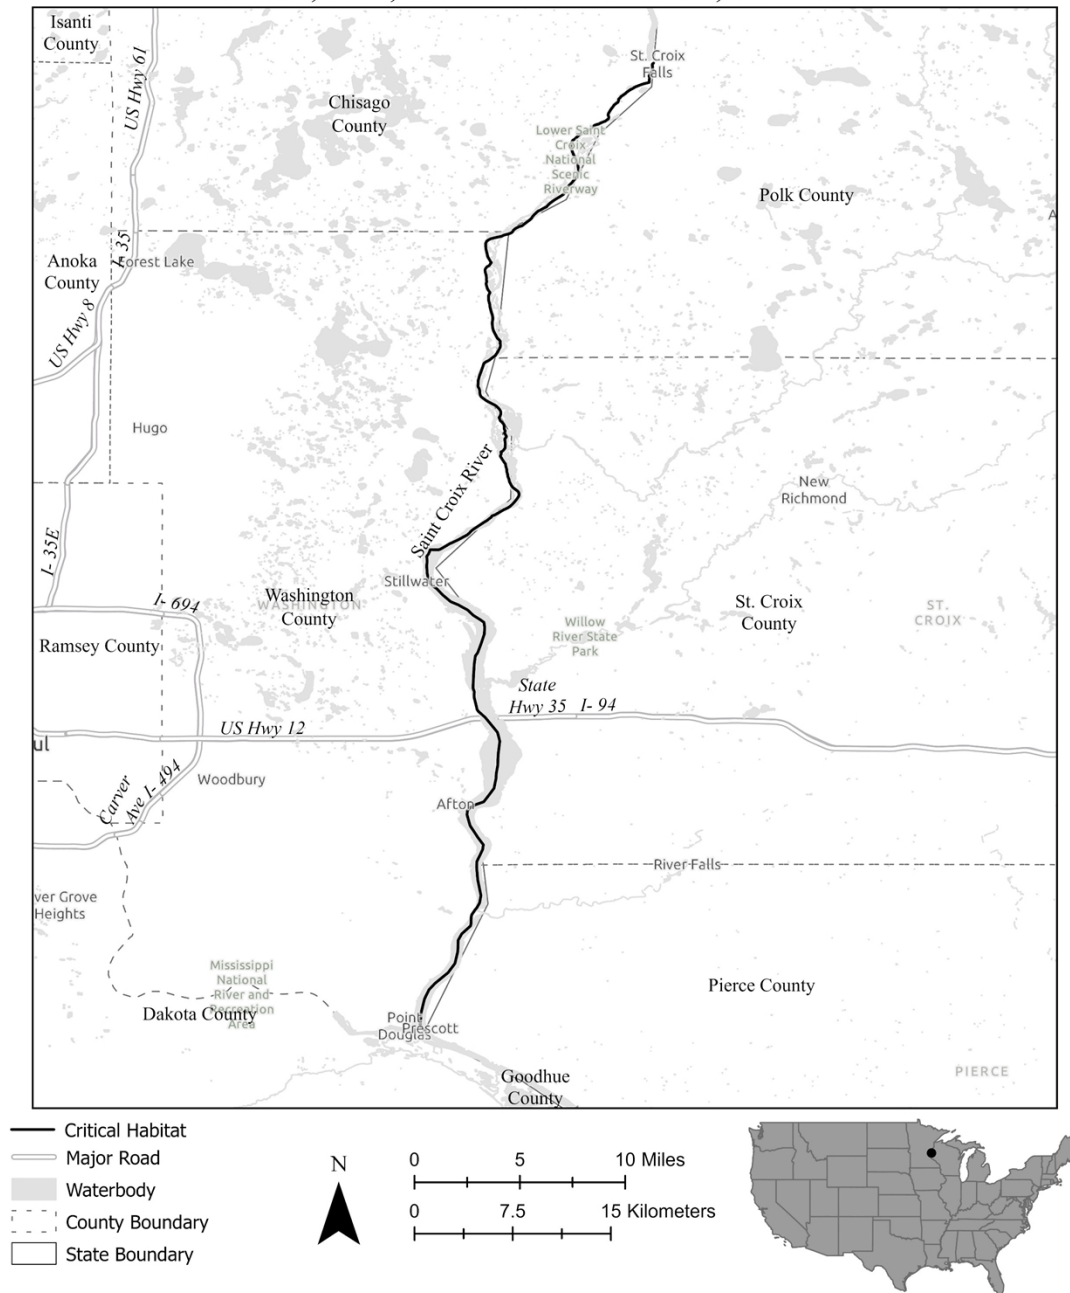 Isanti
County
US Hwy 61
Chisago
County
St. Croix
Falls
Lower Saint
Croix
National
Scenic
Riverway
Polk County
A
Anoka
County
I- 35
Forest Lake
US Hwy 8
Hugo
Saint Croix River
New
Richmond
I- 35E
Stillwater
I- 694
Washington
County
WASHINGTON
St. Croix
County
ST.
CROIX
Ramsey County
Willow
River State
Park
State
Hwy 35 I- 94
US Hwy 12
ul
Woodbury
Carver
Ave I- 494
Afton
River Falls
ver Grove
Heights
Mississippi
National
River and
Recreation
Area
Dakota County
Pierce County
Point
Douglas
Prescott
Goodhue
County
PIERCE
Critical Habitat
Major Road
Waterbody
County Boundary
State Boundary
N
0 5 10 Miles
0 7.5 15 Kilometers